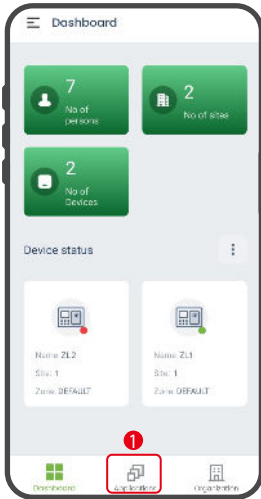 Dashboard
7
No of
persons
2
No of sites
2
No of
Devices
Device status
Name ZL2
Site: 1
Zone DEFAULT
Name: ZL1
Site: 1
Zone DEFAULT
1
Dashboard
Applications
Organization